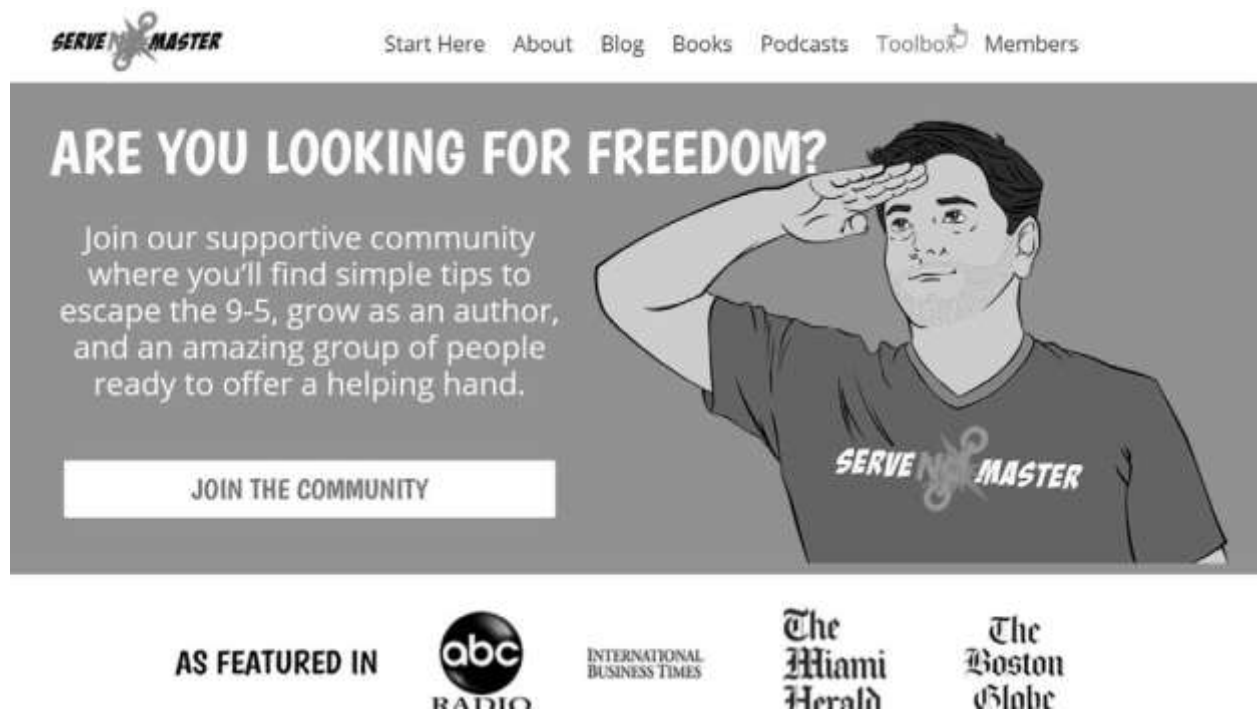 SERVE NO MASTER
Start Here About Blog Books Podcasts Toolbox Members
ARE YOU LOOKING FOR FREEDOM?
Join our supportive community
where you'll find simple tips to
escape the 9-5, grow as an author,
and an amazing group of people
ready to offer a helping hand.
JOIN THE COMMUNITY
SERVE NO MASTER
AS FEATURED IN
abc
RADIO
INTERNATIONAL
BUSINESS TIMES
The
Miami
Herald
The
Boston
Globe